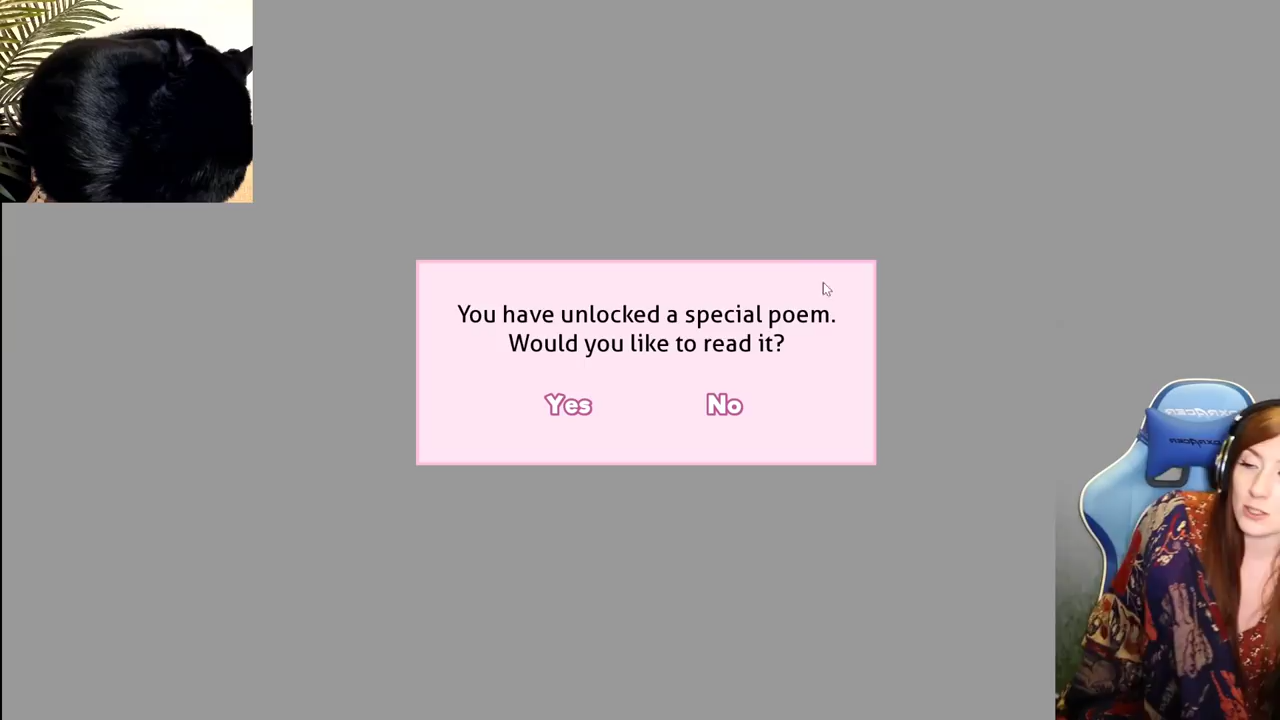 You have unlocked a special poem.
Would you like to read it?
Yes No